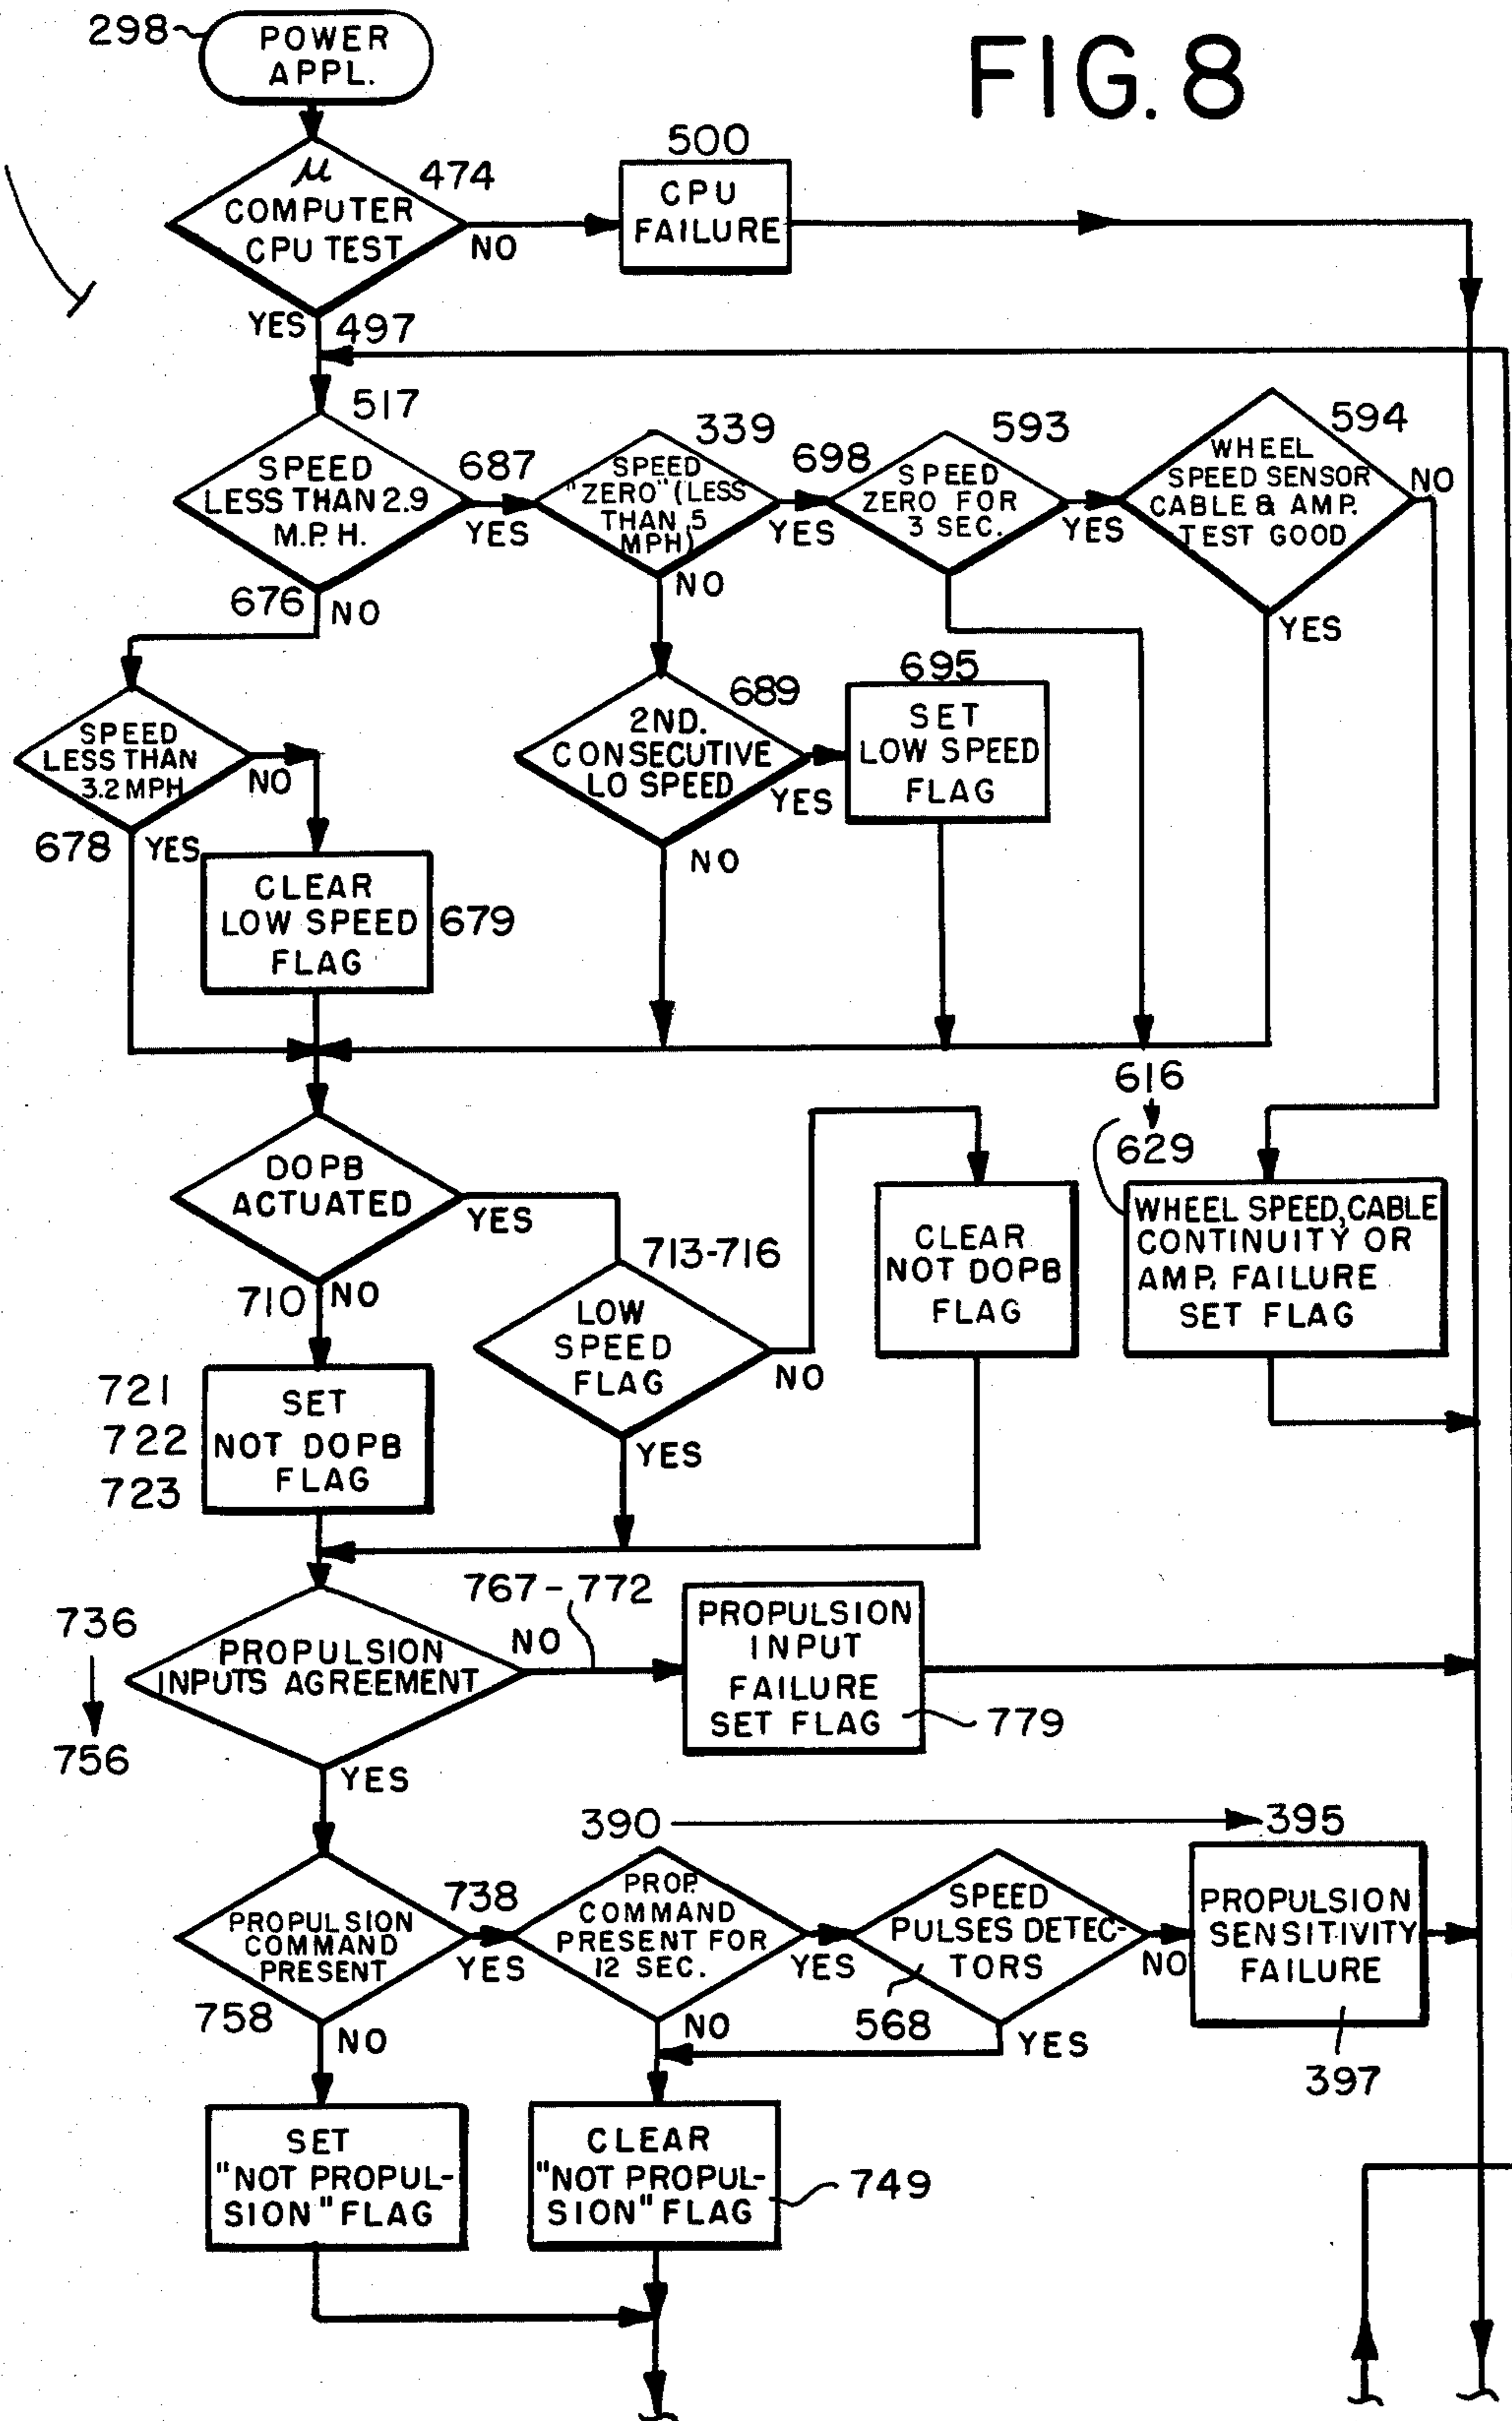 FIG. 8
298
POWER
APPL.
μ
COMPUTER
CPU TEST
474
NO
500
CPU
FAILURE
YES
497
517
SPEED
LESS THAN 2.9
M.P.H.
687
YES
339
SPEED
"ZERO" (LESS
THAN .5
MPH)
698
YES
593
SPEED
ZERO FOR
3 SEC.
YES
594
WHEEL
SPEED SENSOR
CABLE & AMP.
TEST GOOD
NO
YES
676
NO
NO
SPEED
LESS THAN
3.2 MPH
NO
678
YES
CLEAR
LOW SPEED
FLAG
679
689
2ND.
CONSECUTIVE
LO SPEED
YES
NO
695
SET
LOW SPEED
FLAG
616
629
WHEEL SPEED, CABLE
CONTINUITY OR
AMP. FAILURE
SET FLAG
DOPB
ACTUATED
YES
710
NO
713-716
LOW
SPEED
FLAG
NO
YES
CLEAR
NOT DOPB
FLAG
721
722
723
SET
NOT DOPB
FLAG
736
756
PROPULSION
INPUTS AGREEMENT
NO
767-772
PROPULSION
INPUT
FAILURE
SET FLAG
779
YES
390
395
PROPULSION
COMMAND
PRESENT
738
YES
PROP.
COMMAND
PRESENT FOR
12 SEC.
YES
SPEED
PULSES DETEC-
TORS
568
NO
PROPULSION
SENSITIVITY
FAILURE
397
758
NO
NO
YES
SET
"NOT PROPUL-
SION" FLAG
CLEAR
"NOT PROPUL-
SION" FLAG
749